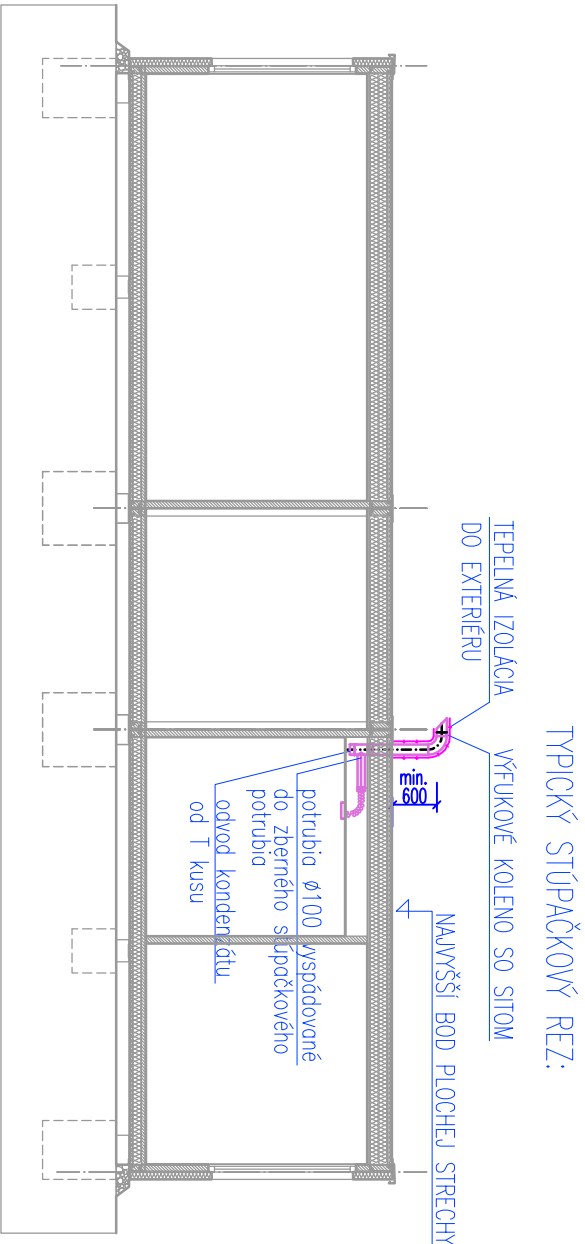 TYPICKÝ STÚPAČKOVÝ REZ:
TEPELNÁ IZOLÁCIA
DO EXTERIÉRU
VÝFUKOVÉ KOLENO SO SITOM
NAJVYŠŠÍ BOD PLOCHEJ STRECHY
min.
600
potrubia ø100 vyspádované
do zberného stúpačkového
potrubia
odvod kondenzátu
od T kusu